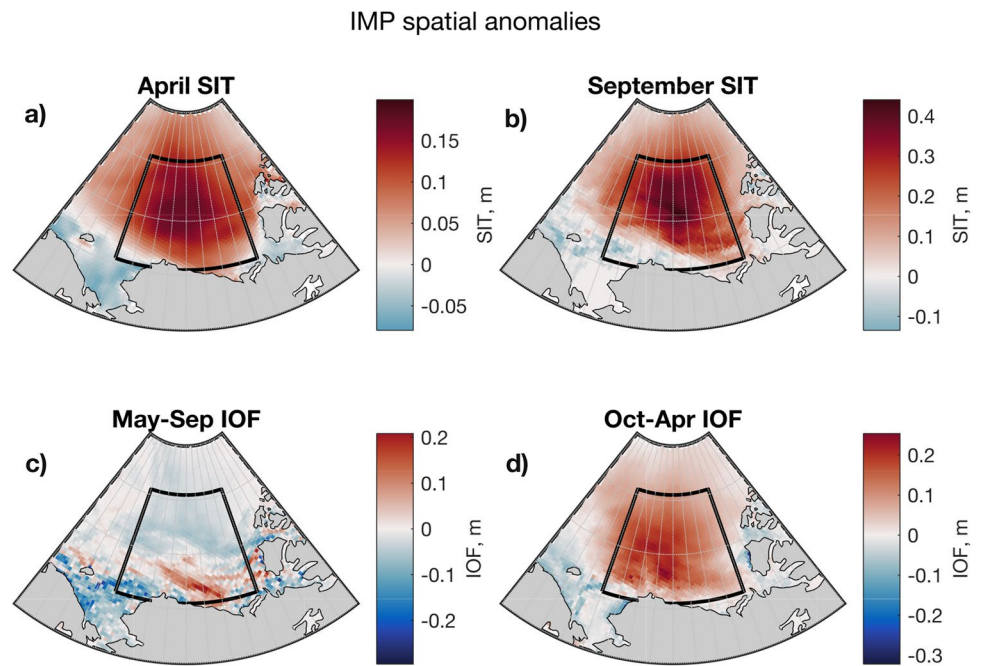 IMP spatial anomalies
April SIT
a)
0.15
0.1
0.05
0
-0.05
SIT, m
September SIT
b)
0.4
0.3
0.2
0.1
0
-0.1
SIT, m
May-Sep IOF
c)
0.2
0.1
0
-0.1
-0.2
IOF, m
Oct-Apr IOF
d)
0.2
0.1
0
-0.1
-0.2
-0.3
IOF, m